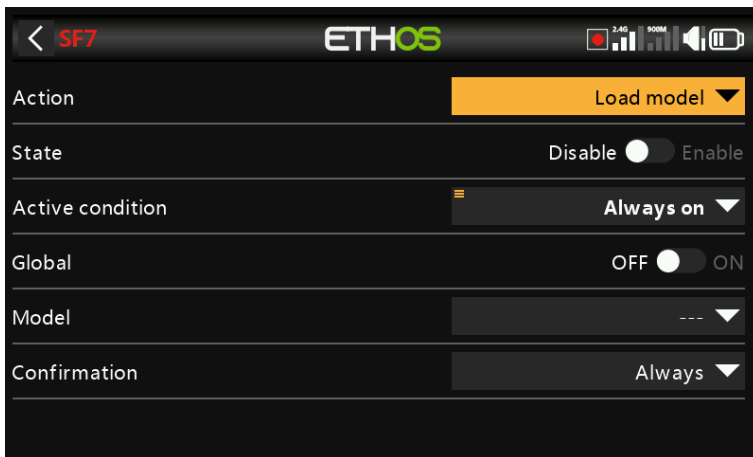 SF7 ETHOS 2.4G 900M
Action Load model
State Disable Enable
Active condition Always on
Global OFF ON
Model ---
Confirmation Always